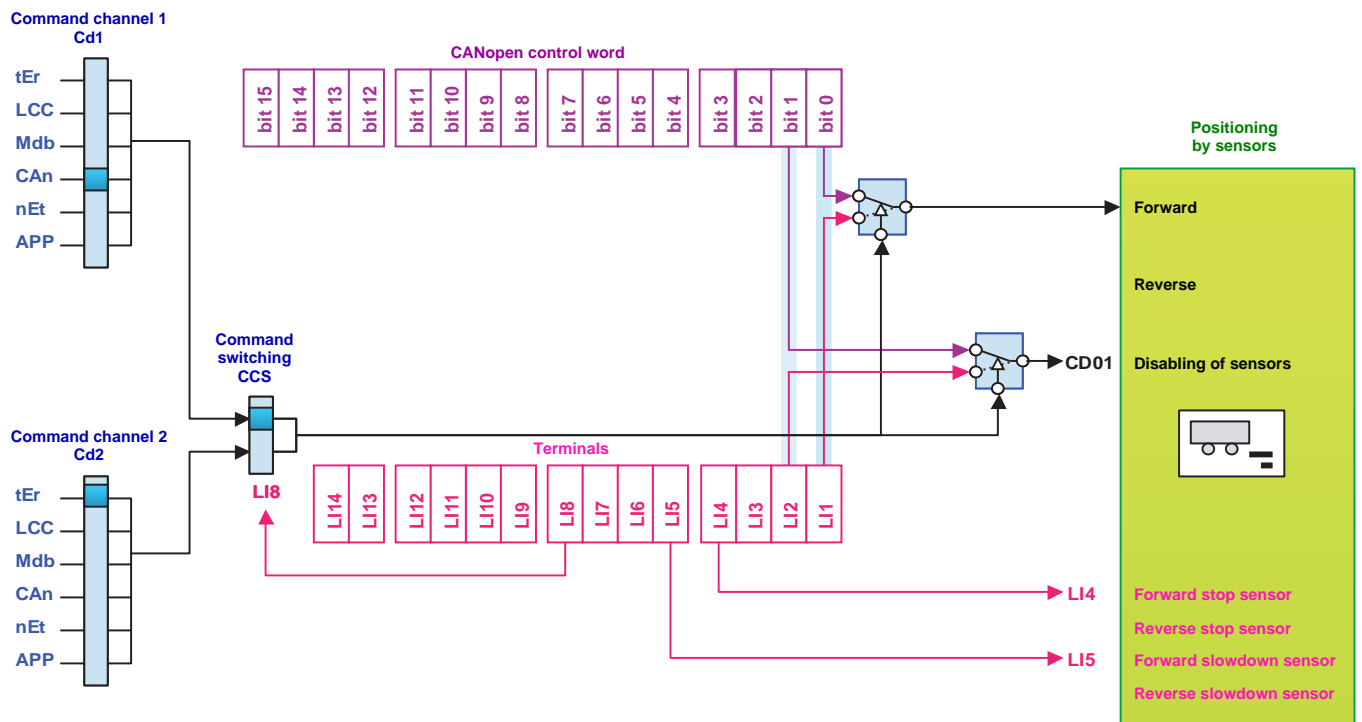 Command channel 1
Cd1
tEr
LCC
Mdb
CAn
nEt
APP
CANopen control word
bit 15
bit 14
bit 13
bit 12
bit 11
bit 10
bit 9
bit 8
bit 7
bit 6
bit 5
bit 4
bit 3
bit 2
bit 1
bit 0
Positioning
by sensors
Forward
Reverse
Command
switching
CCS
CD01
Disabling of sensors
Command channel 2
Cd2
tEr
LCC
Mdb
CAn
nEt
APP
LI8
Terminals
LI14
LI13
LI12
LI11
LI10
LI9
LI8
LI7
LI6
LI5
LI4
LI3
LI2
LI1
LI4
Forward stop sensor
Reverse stop sensor
LI5
Forward slowdown sensor
Reverse slowdown sensor